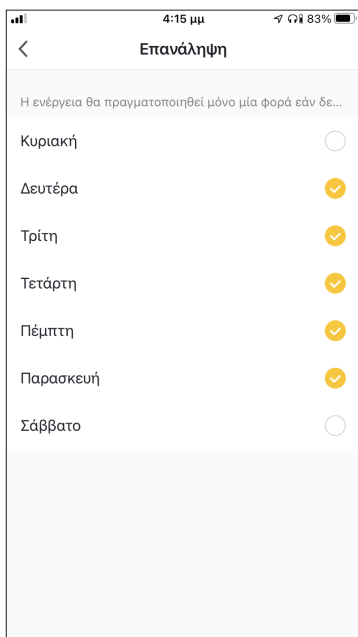 4:15 μμ
83%
Επανάληψη
Η ενέργεια θα πραγματοποιηθεί μόνο μία φορά εάν δε...
Κυριακή
Δευτέρα
Τρίτη
Τετάρτη
Πέμπτη
Παρασκευή
Σάββατο